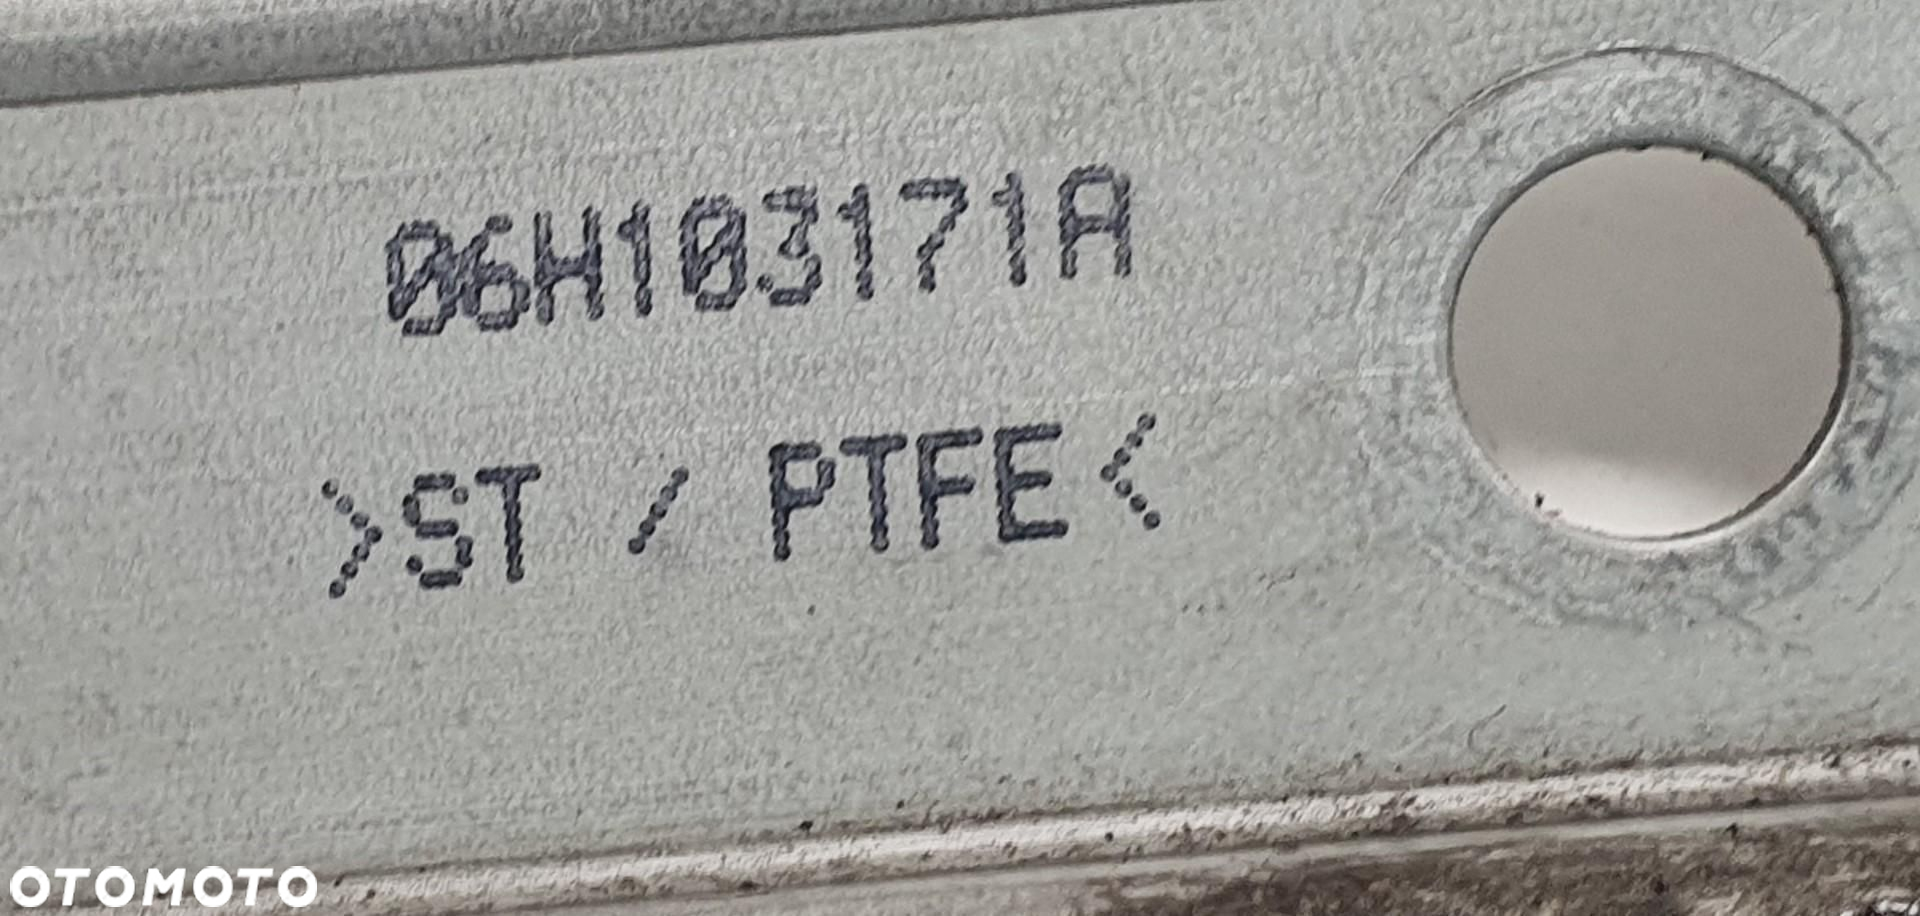 06H103171A
>ST / PTFE<
OTOMOTO